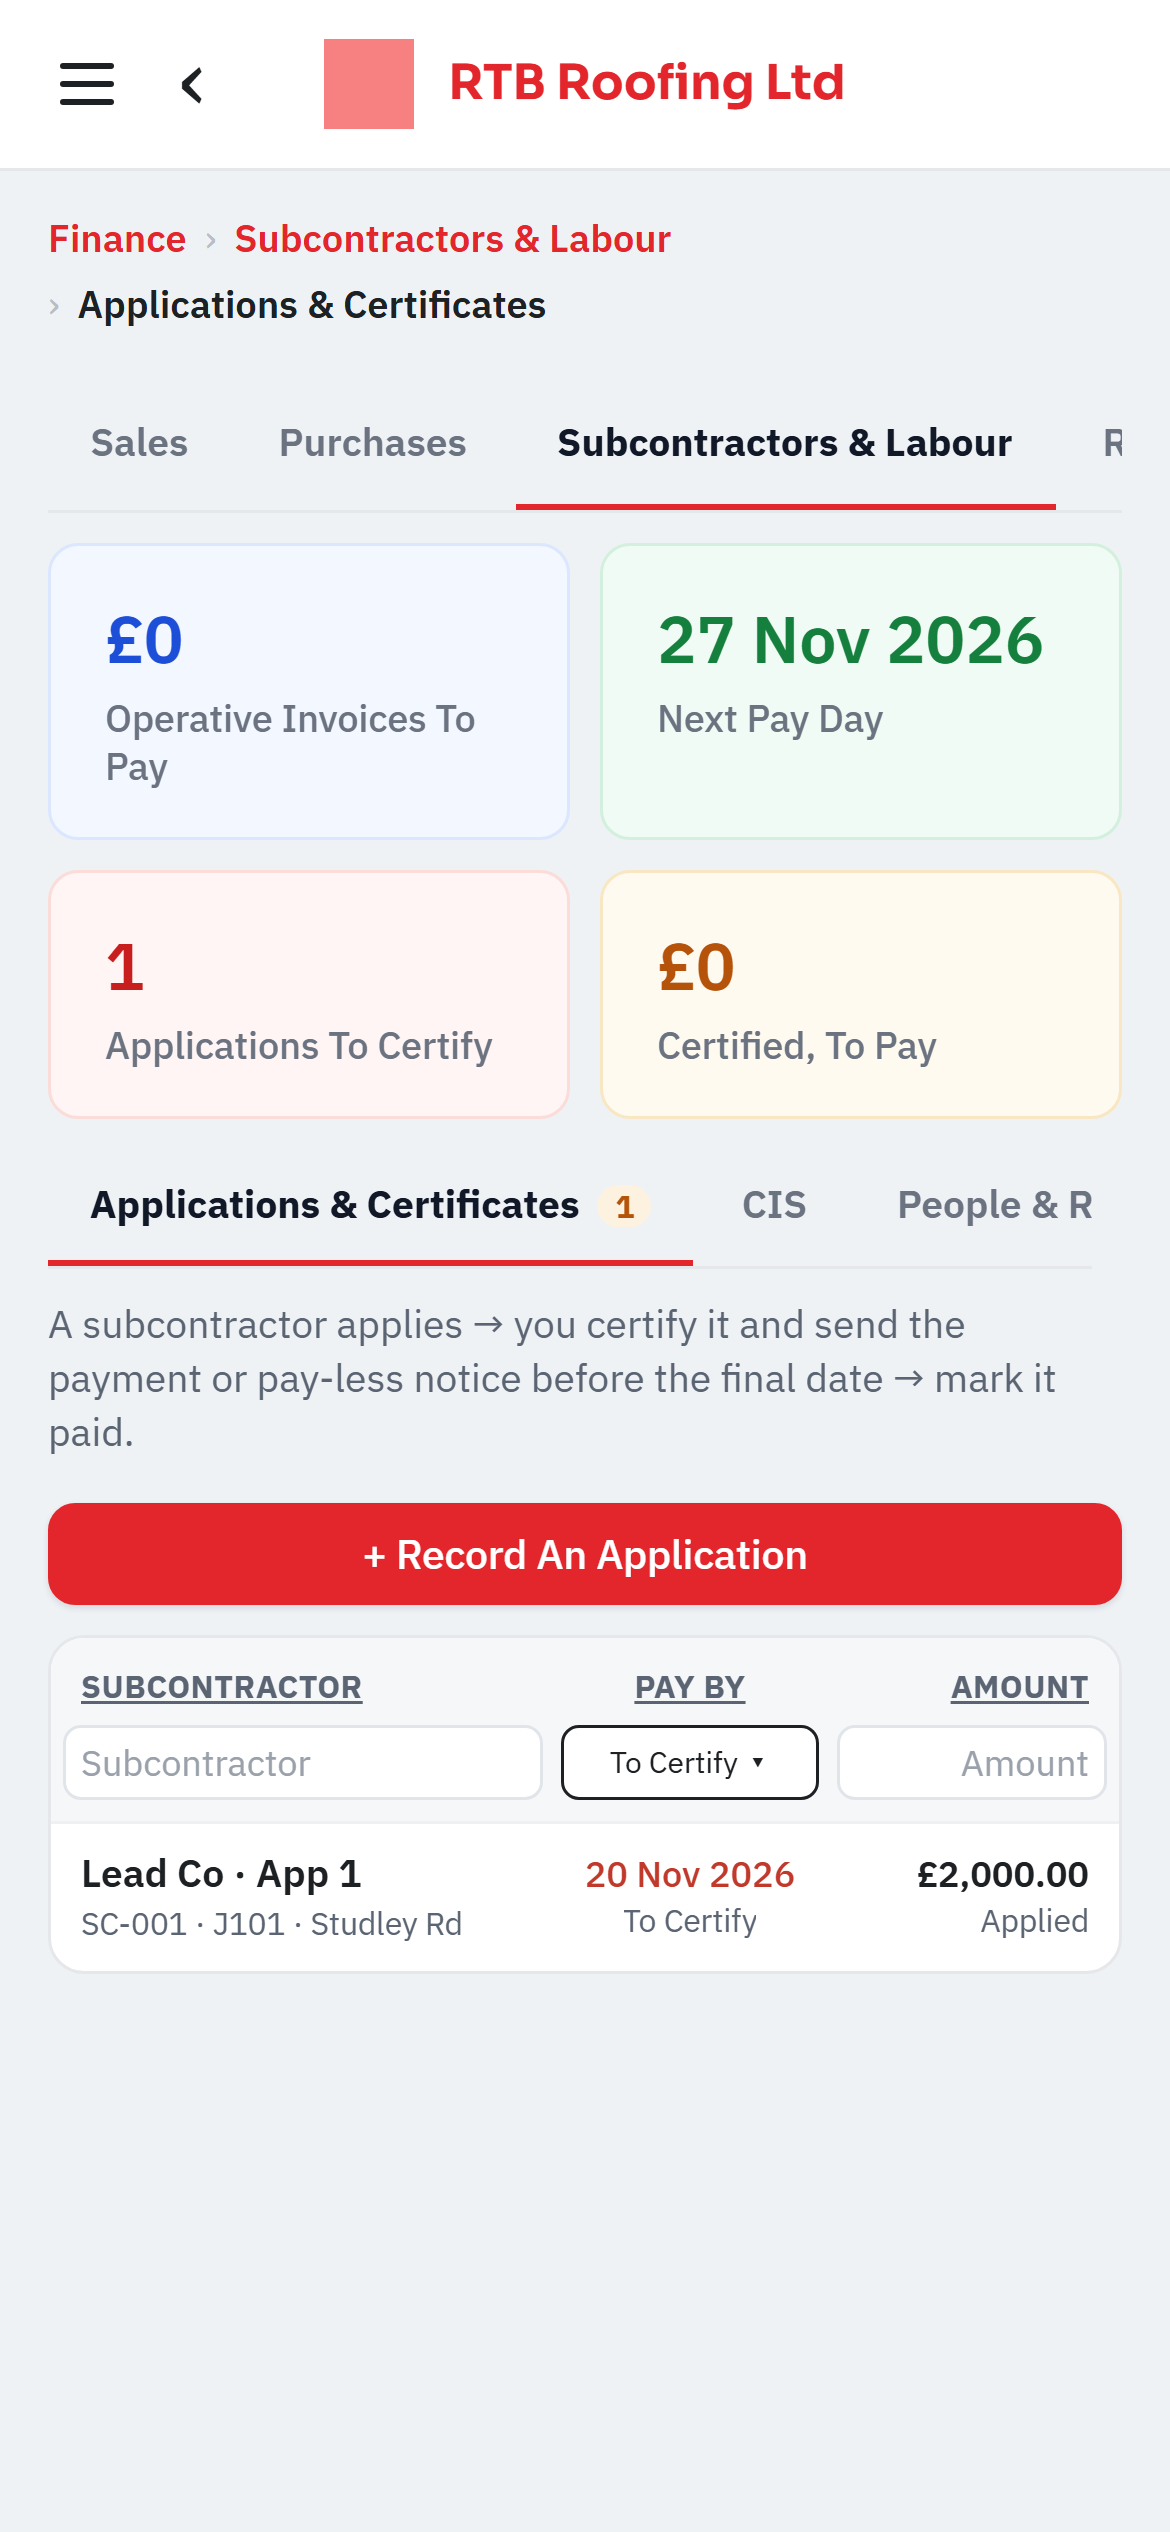 RTB Roofing Ltd
Finance › Subcontractors & Labour
› Applications & Certificates
Sales Purchases Subcontractors & Labour R
£0
Operative Invoices To
Pay
27 Nov 2026
Next Pay Day
1
Applications To Certify
£0
Certified, To Pay
Applications & Certificates 1 CIS People & R
A subcontractor applies → you certify it and send the
payment or pay-less notice before the final date → mark it
paid.
+ Record An Application
SUBCONTRACTOR PAY BY AMOUNT
Subcontractor To Certify ▼ Amount
Lead Co · App 1 20 Nov 2026 £2,000.00
SC-001 · J101 · Studley Rd To Certify Applied